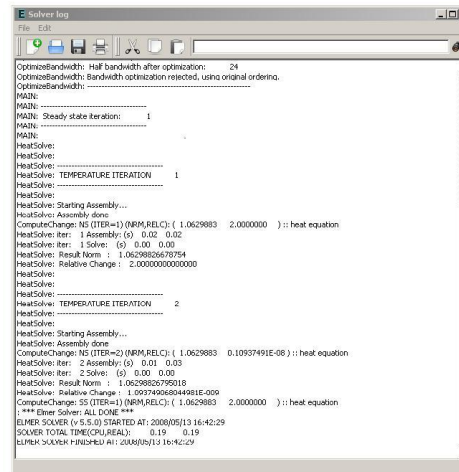 Solver log
File Edit
OptimizeBandwidth: Half bandwidth after optimization: 24
OptimizeBandwidth: Bandwidth optimization rejected, using original ordering.
OptimizeBandwidth: ---------------------------------------------------------
MAIN:
MAIN: -------------------------------------
MAIN: Steady state iteration: 1
MAIN: -------------------------------------
MAIN:
HeatSolve:
HeatSolve:
HeatSolve: -------------------------------------
HeatSolve: TEMPERATURE ITERATION 1
HeatSolve: -------------------------------------
HeatSolve:
HeatSolve: Starting Assembly...
HeatSolve: Assembly done
ComputeChange: NS (ITER=1) (NRM,RELC): ( 1.0629883 2.0000000 ) :: heat equation
HeatSolve: iter: 1 Assembly: (s) 0.02 0.02
HeatSolve: iter: 1 Solve: (s) 0.00 0.00
HeatSolve: Result Norm : 1.06298826678754
HeatSolve: Relative Change : 2.00000000000000
HeatSolve:
HeatSolve:
HeatSolve: -------------------------------------
HeatSolve: TEMPERATURE ITERATION 2
HeatSolve: -------------------------------------
HeatSolve:
HeatSolve: Starting Assembly...
HeatSolve: Assembly done
ComputeChange: NS (ITER=2) (NRM,RELC): ( 1.0629883 0.10937491E-08 ) :: heat equation
HeatSolve: iter: 2 Assembly: (s) 0.01 0.03
HeatSolve: iter: 2 Solve: (s) 0.00 0.00
HeatSolve: Result Norm : 1.06298826795018
HeatSolve: Relative Change : 1.093749068044981E-009
ComputeChange: SS (ITER=1) (NRM,RELC): ( 1.0629883 2.0000000 ) :: heat equation
: *** Elmer Solver: ALL DONE ***
ELMER SOLVER (v 5.5.0) STARTED AT: 2008/05/13 16:42:29
SOLVER TOTAL TIME(CPU,REAL): 0.19 0.19
ELMER SOLVER FINISHED AT: 2008/05/13 16:42:29